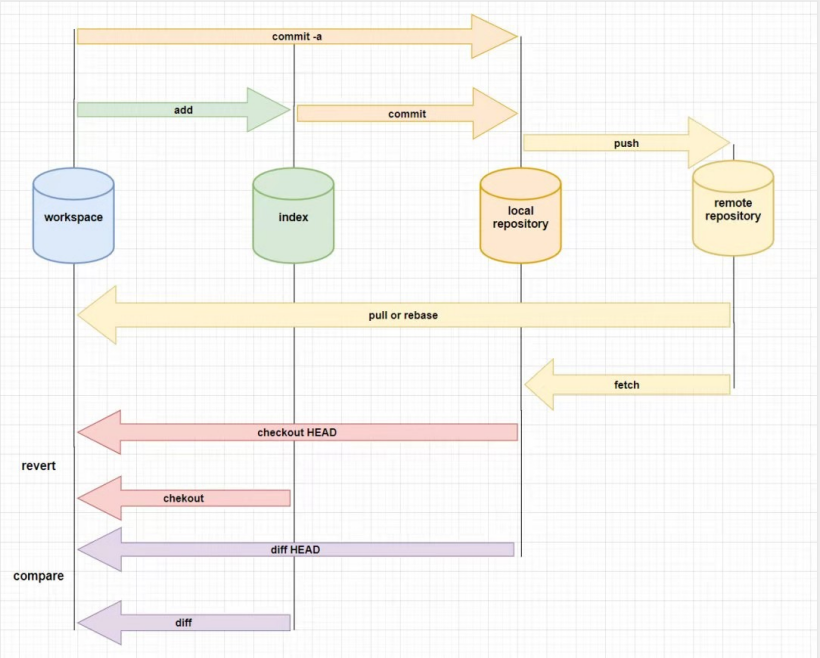 commit -a
add
commit
push
workspace
index
local
repository
remote
repository
pull or rebase
fetch
checkout HEAD
revert
chekout
diff HEAD
compare
diff